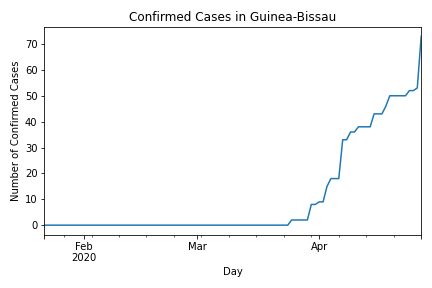 Confirmed Cases in Guinea-Bissau
Number of Confirmed Cases
70
60
50
40
30
20
10
0
Feb
2020
Mar
Apr
Day